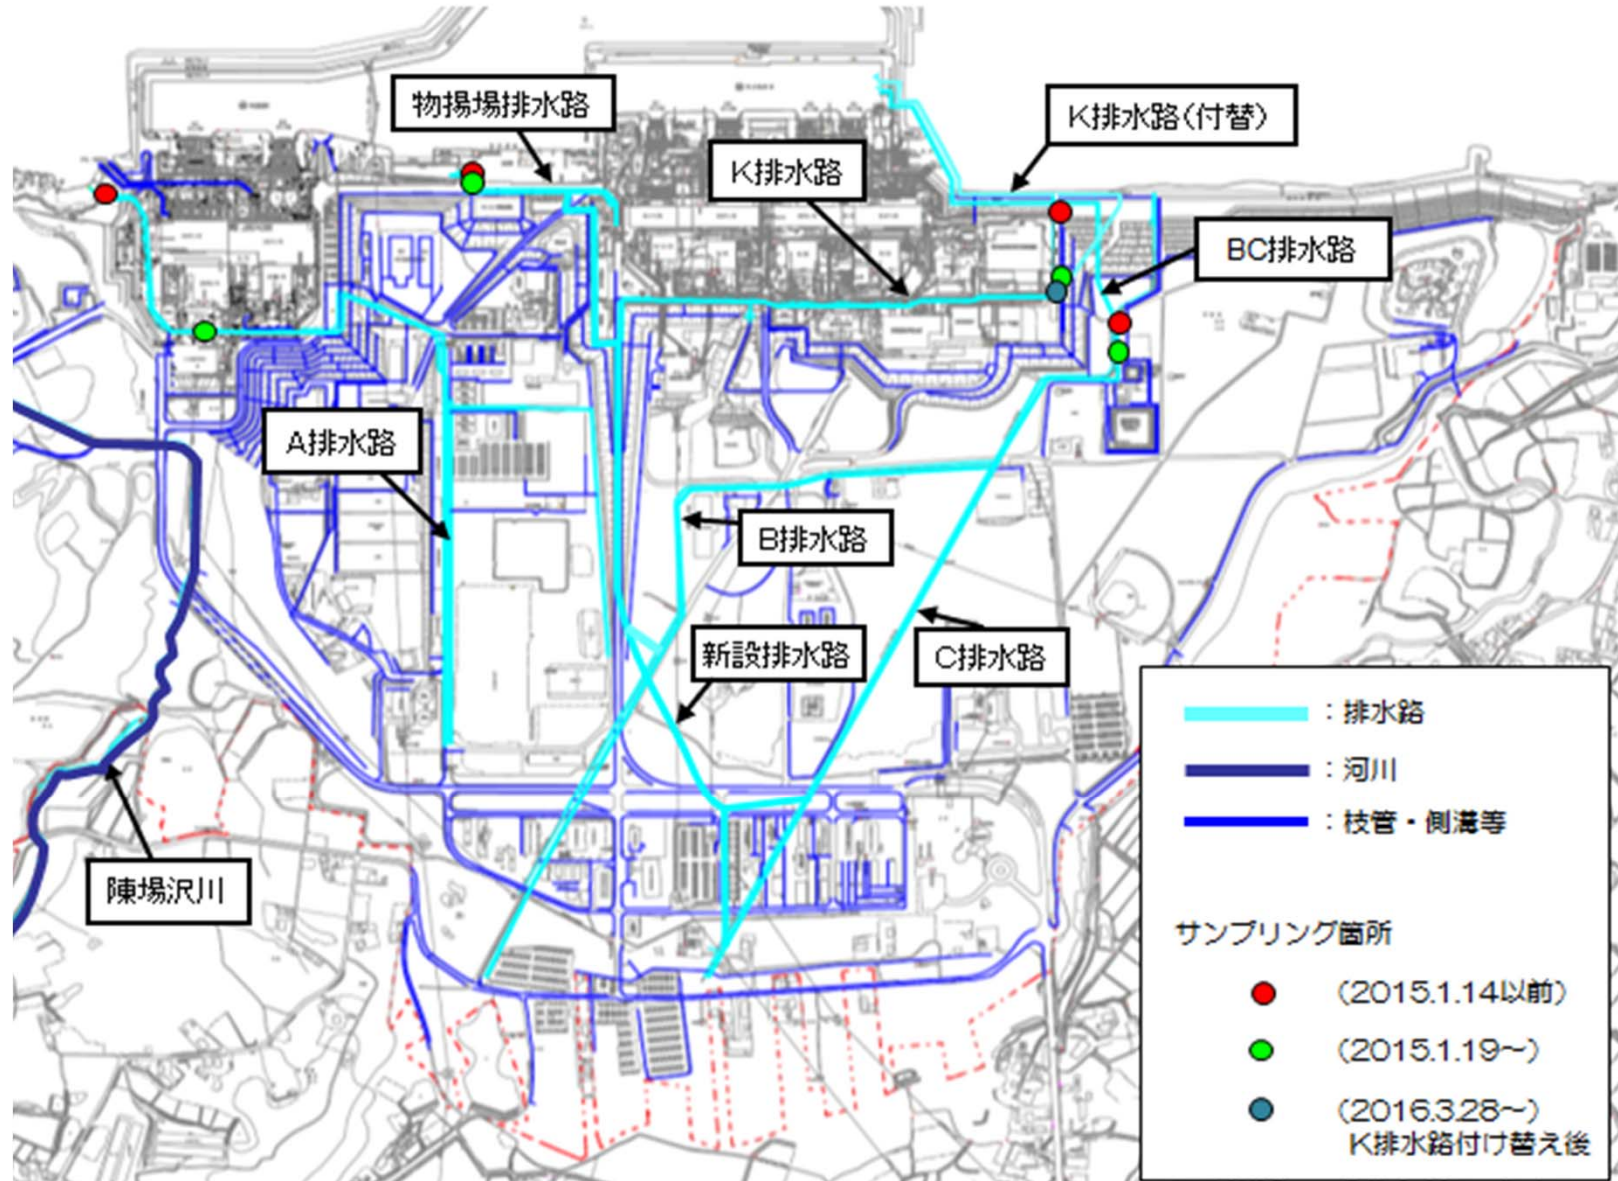 物揚場排水路
K排水路(付替)
K排水路
BC排水路
A排水路
B排水路
新設排水路
C排水路
陳場沢川
:排水路
:河川
:枝管・側溝等
サンプリング箇所
(2015.1.14以前)
(2015.1.19~)
(2016.3.28~)
K排水路付け替え後